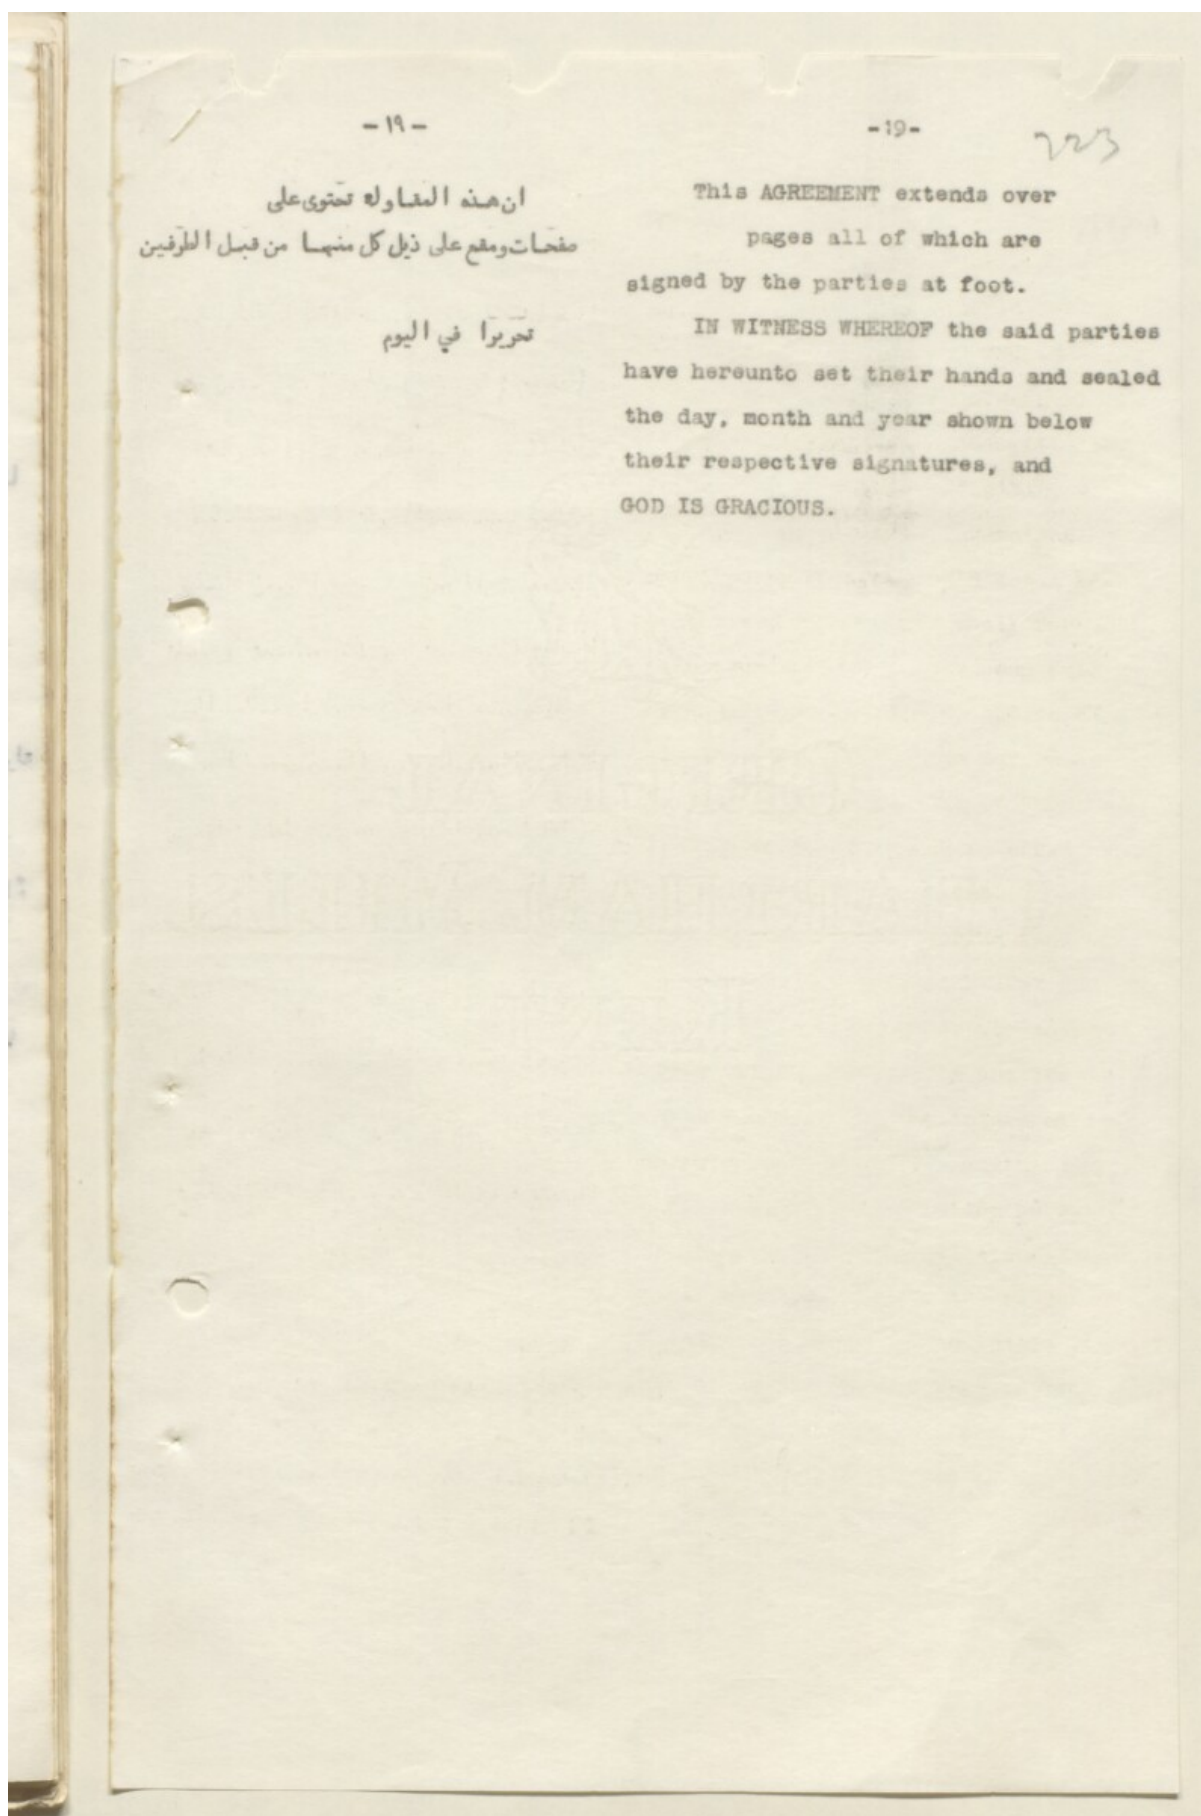 - ١٩ -
ان هذه المقاولة تحتوى على
صفحات وموقع على ذيل كل منها من قبل الطرفين
تحريرا في اليوم
-19-
223
This AGREEMENT extends over
pages all of which are
signed by the parties at foot.
IN WITNESS WHEREOF the said parties
have hereunto set their hands and sealed
the day, month and year shown below
their respective signatures, and
GOD IS GRACIOUS.